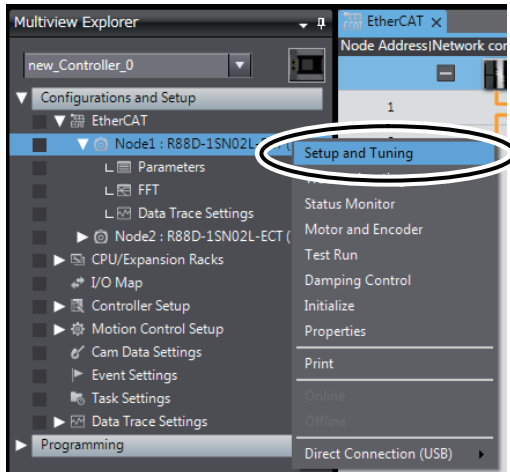 Multiview Explorer
EtherCAT
Node Address|Network con
new_Controller_0
Configurations and Setup
EtherCAT
1
Node1 : R88D-1SN02L-
Parameters
FFT
Data Trace Settings
Node2 : R88D-1SN02L-ECT (
CPU/Expansion Racks
I/O Map
Controller Setup
Motion Control Setup
Cam Data Settings
Event Settings
Task Settings
Data Trace Settings
Programming
Setup and Tuning
Status Monitor
Motor and Encoder
Test Run
Damping Control
Initialize
Properties
Print
Online
Offline
Direct Connection (USB)